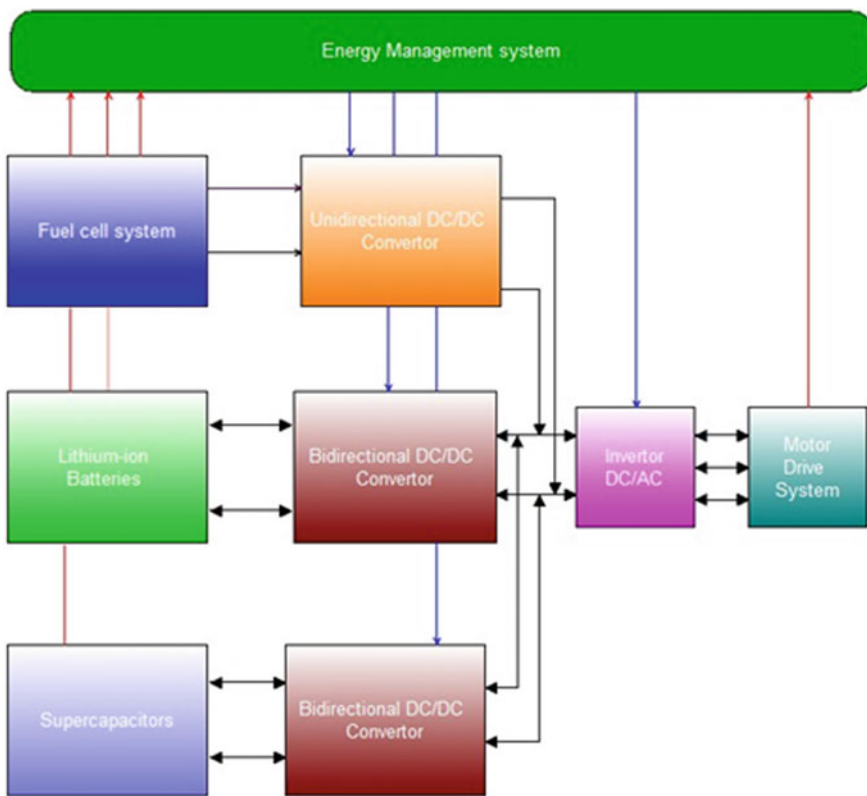 Energy Management system
Fuel cell system
Unidirectional DC/DC
Convertor
Lithium-ion
Batteries
Bidirectional DC/DC
Convertor
Invertor
DC/AC
Motor
Drive
System
Supercapacitors
Bidirectional DC/DC
Convertor